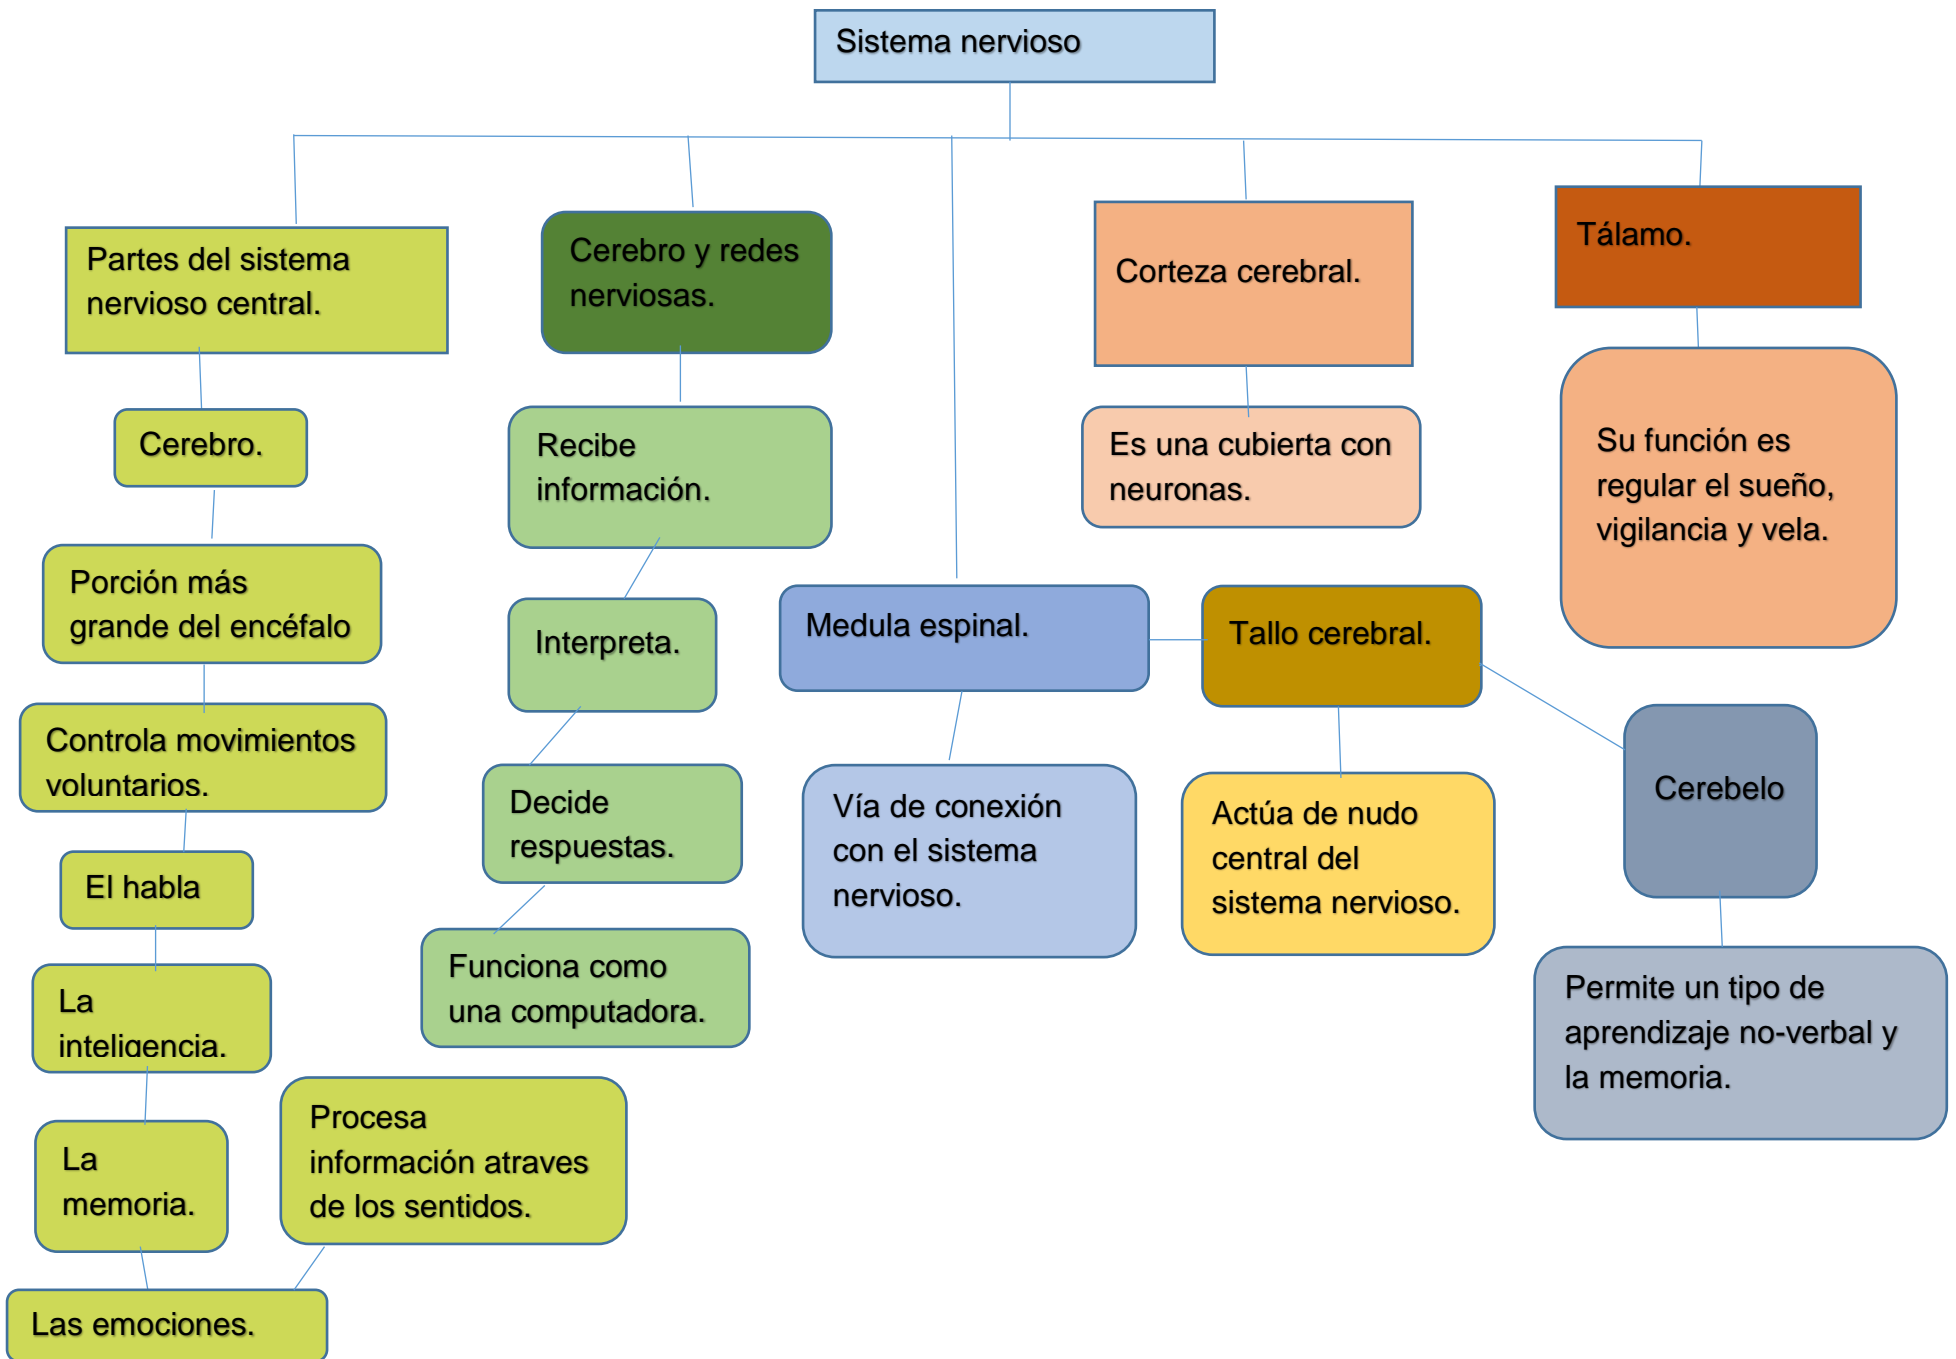 Sistema nervioso
Partes del sistema
nervioso central.
Cerebro.
Porción más
grande del encéfalo
Controla movimientos
voluntarios.
El habla
La
inteligencia.
La
memoria.
Las emociones.
Procesa
información atraves
de los sentidos.
Cerebro y redes
nerviosas.
Recibe
información.
Interpreta.
Decide
respuestas.
Funciona como
una computadora.
Medula espinal.
Vía de conexión
con el sistema
nervioso.
Tallo cerebral.
Actúa de nudo
central del
sistema nervioso.
Cerebelo
Permite un tipo de
aprendizaje no-verbal y
la memoria.
Corteza cerebral.
Es una cubierta con
neuronas.
Tálamo.
Su función es
regular el sueño,
vigilancia y vela.